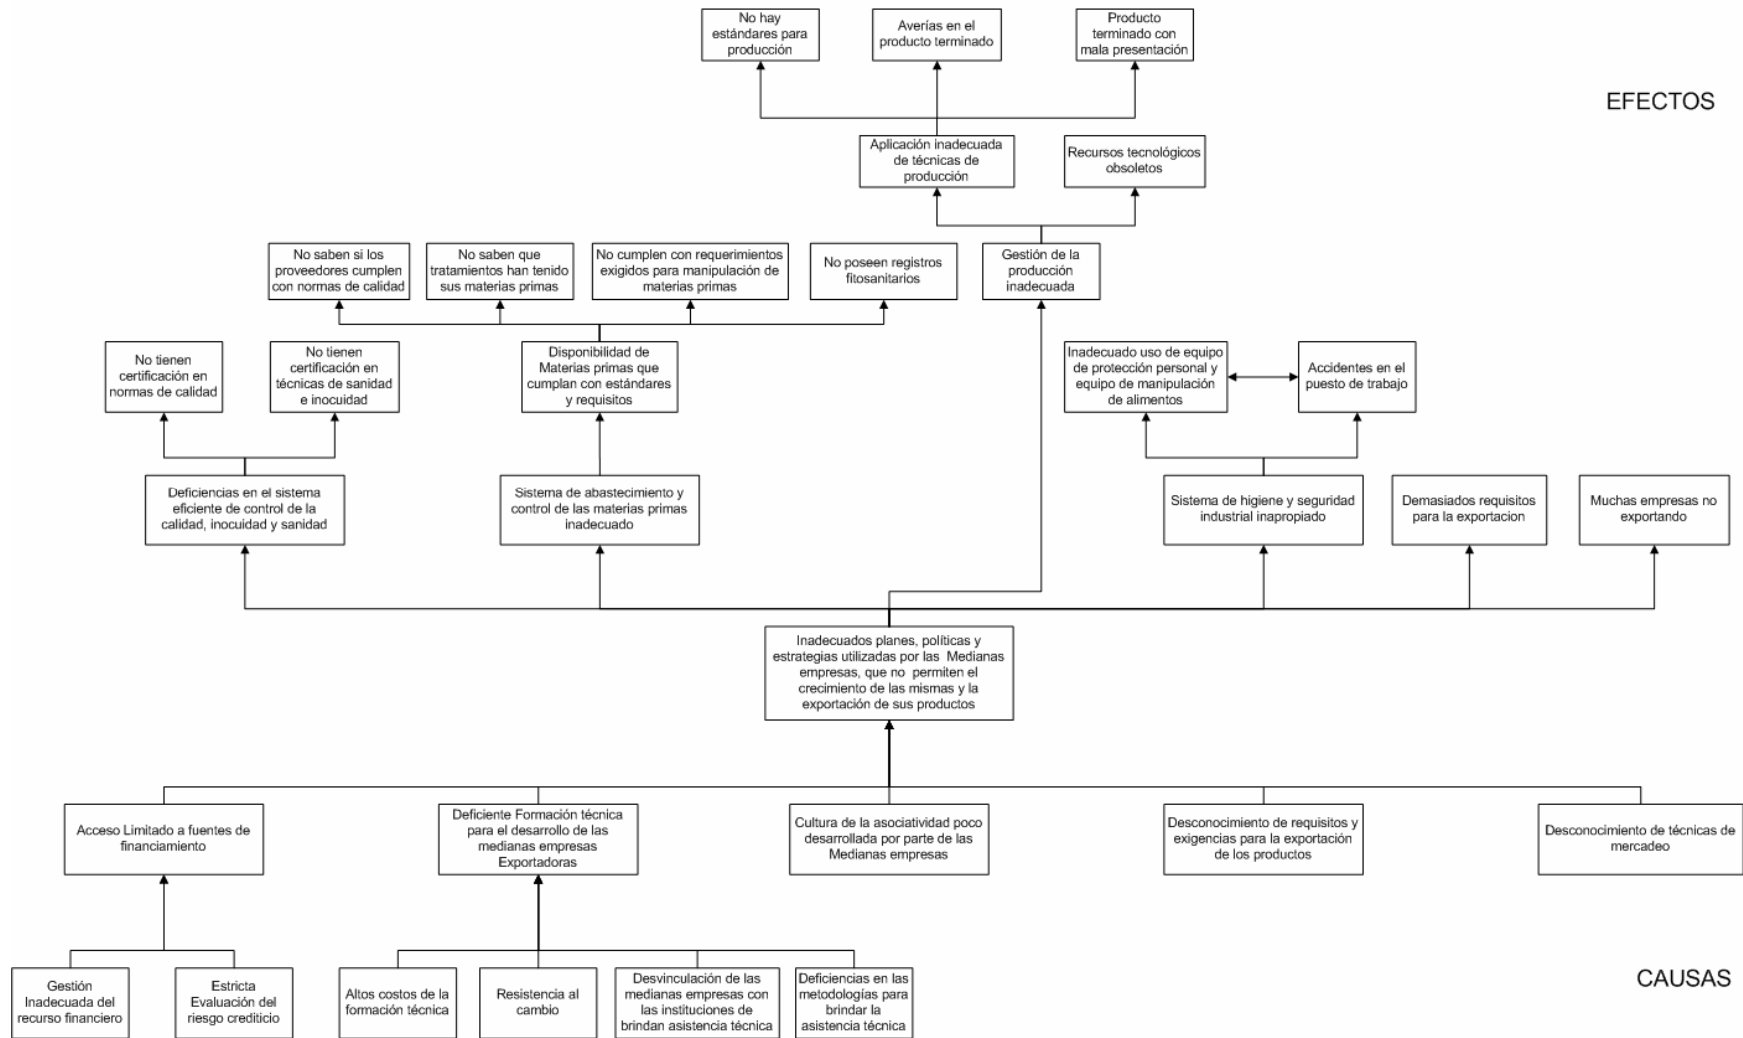 No hay
estándares para
producción
Averías en el
producto terminado
Producto
terminado con
mala presentación
EFECTOS
Aplicación inadecuada
de técnicas de
producción
Recursos tecnológicos
obsoletos
No saben si los
proveedores cumplen
con normas de calidad
No saben que
tratamientos han tenido
sus materias primas
No cumplen con requerimientos
exigidos para manipulación de
materias primas
No poseen registros
fitosanitarios
Gestión de la
producción
inadecuada
No tienen
certificación en
normas de calidad
No tienen
certificación en
técnicas de sanidad
e inocuidad
Disponibilidad de
Materias primas que
cumplan con estándares
y requisitos
Inadecuado uso de equipo
de protección personal y
equipo de manipulación
de alimentos
Accidentes en el
puesto de trabajo
Deficiencias en el sistema
eficiente de control de la
calidad, inocuidad y sanidad
Sistema de abastecimiento y
control de las materias primas
inadecuado
Sistema de higiene y seguridad
industrial inapropiado
Demasiados requisitos
para la exportacion
Muchas empresas no
exportando
Inadecuados planes, políticas y
estrategias utilizadas por las Medianas
empresas, que no permiten el
crecimiento de las mismas y la
exportación de sus productos
Acceso Limitado a fuentes de
financiamiento
Deficiente Formación técnica
para el desarrollo de las
medianas empresas
Exportadoras
Cultura de la asociatividad poco
desarrollada por parte de las
Medianas empresas
Desconocimiento de requisitos y
exigencias para la exportación
de los productos
Desconocimiento de técnicas de
mercadeo
Gestión
Inadecuada del
recurso financiero
Estricta
Evaluación del
riesgo crediticio
Altos costos de la
formación técnica
Resistencia al
cambio
Desvinculación de las
medianas empresas con
las instituciones de
brindan asistencia técnica
Deficiencias en las
metodologías para
brindar la
asistencia técnica
CAUSAS